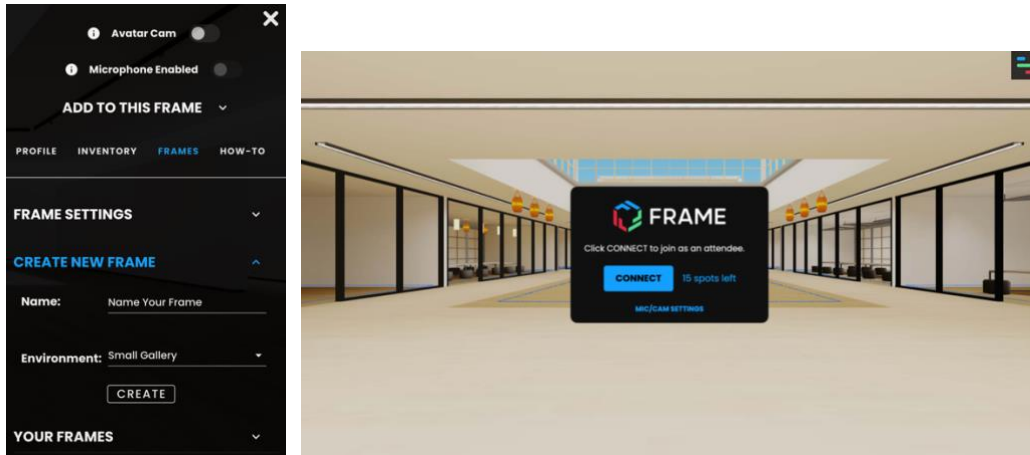 Avatar Cam
Microphone Enabled
ADD TO THIS FRAME
PROFILE INVENTORY FRAMES HOW-TO
FRAME SETTINGS
CREATE NEW FRAME
Name: Name Your Frame
Environment: Small Gallery
CREATE
YOUR FRAMES
FRAME
Click CONNECT to join as an attendee.
CONNECT 15 spots left
MIC/CAM SETTINGS